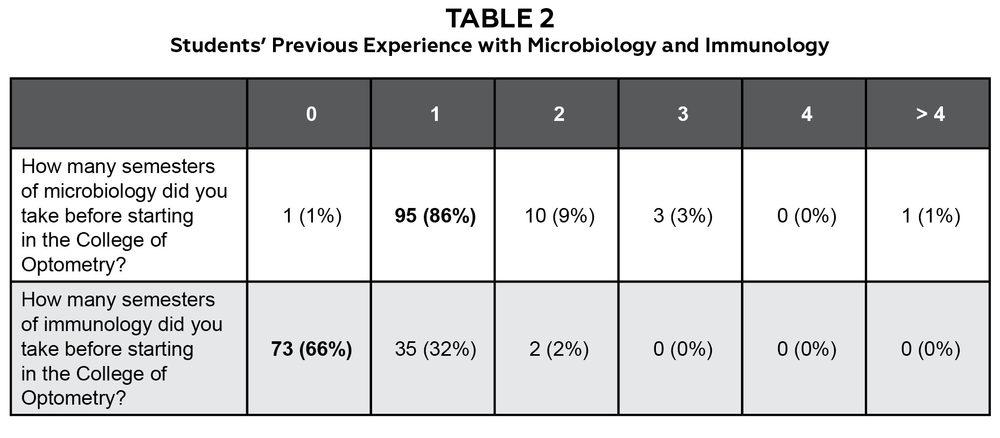 TABLE 2
Students’ Previous Experience with Microbiology and Immunology
0 1 2 3 4 > 4
How many semesters
of microbiology did you
take before starting
in the College of
Optometry?
1 (1%) 95 (86%) 10 (9%) 3 (3%) 0 (0%) 1 (1%)
How many semesters
of immunology did you
take before starting
in the College of
Optometry?
73 (66%) 35 (32%) 2 (2%) 0 (0%) 0 (0%) 0 (0%)